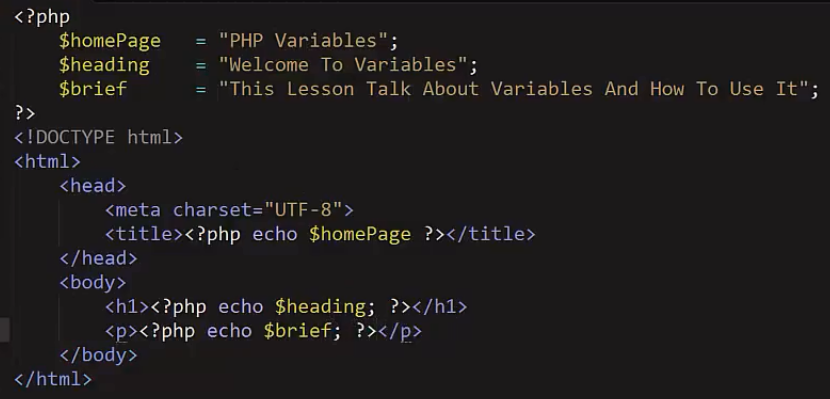 <?php
    $homePage   = "PHP Variables";
    $heading    = "Welcome To Variables";
    $brief      = "This Lesson Talk About Variables And How To Use It";
?>
<!DOCTYPE html>
<html>
    <head>
        <meta charset="UTF-8">
        <title><?php echo $homePage ?></title>
    </head>
    <body>
        <h1><?php echo $heading; ?></h1>
        <p><?php echo $brief; ?></p>
    </body>
</html>